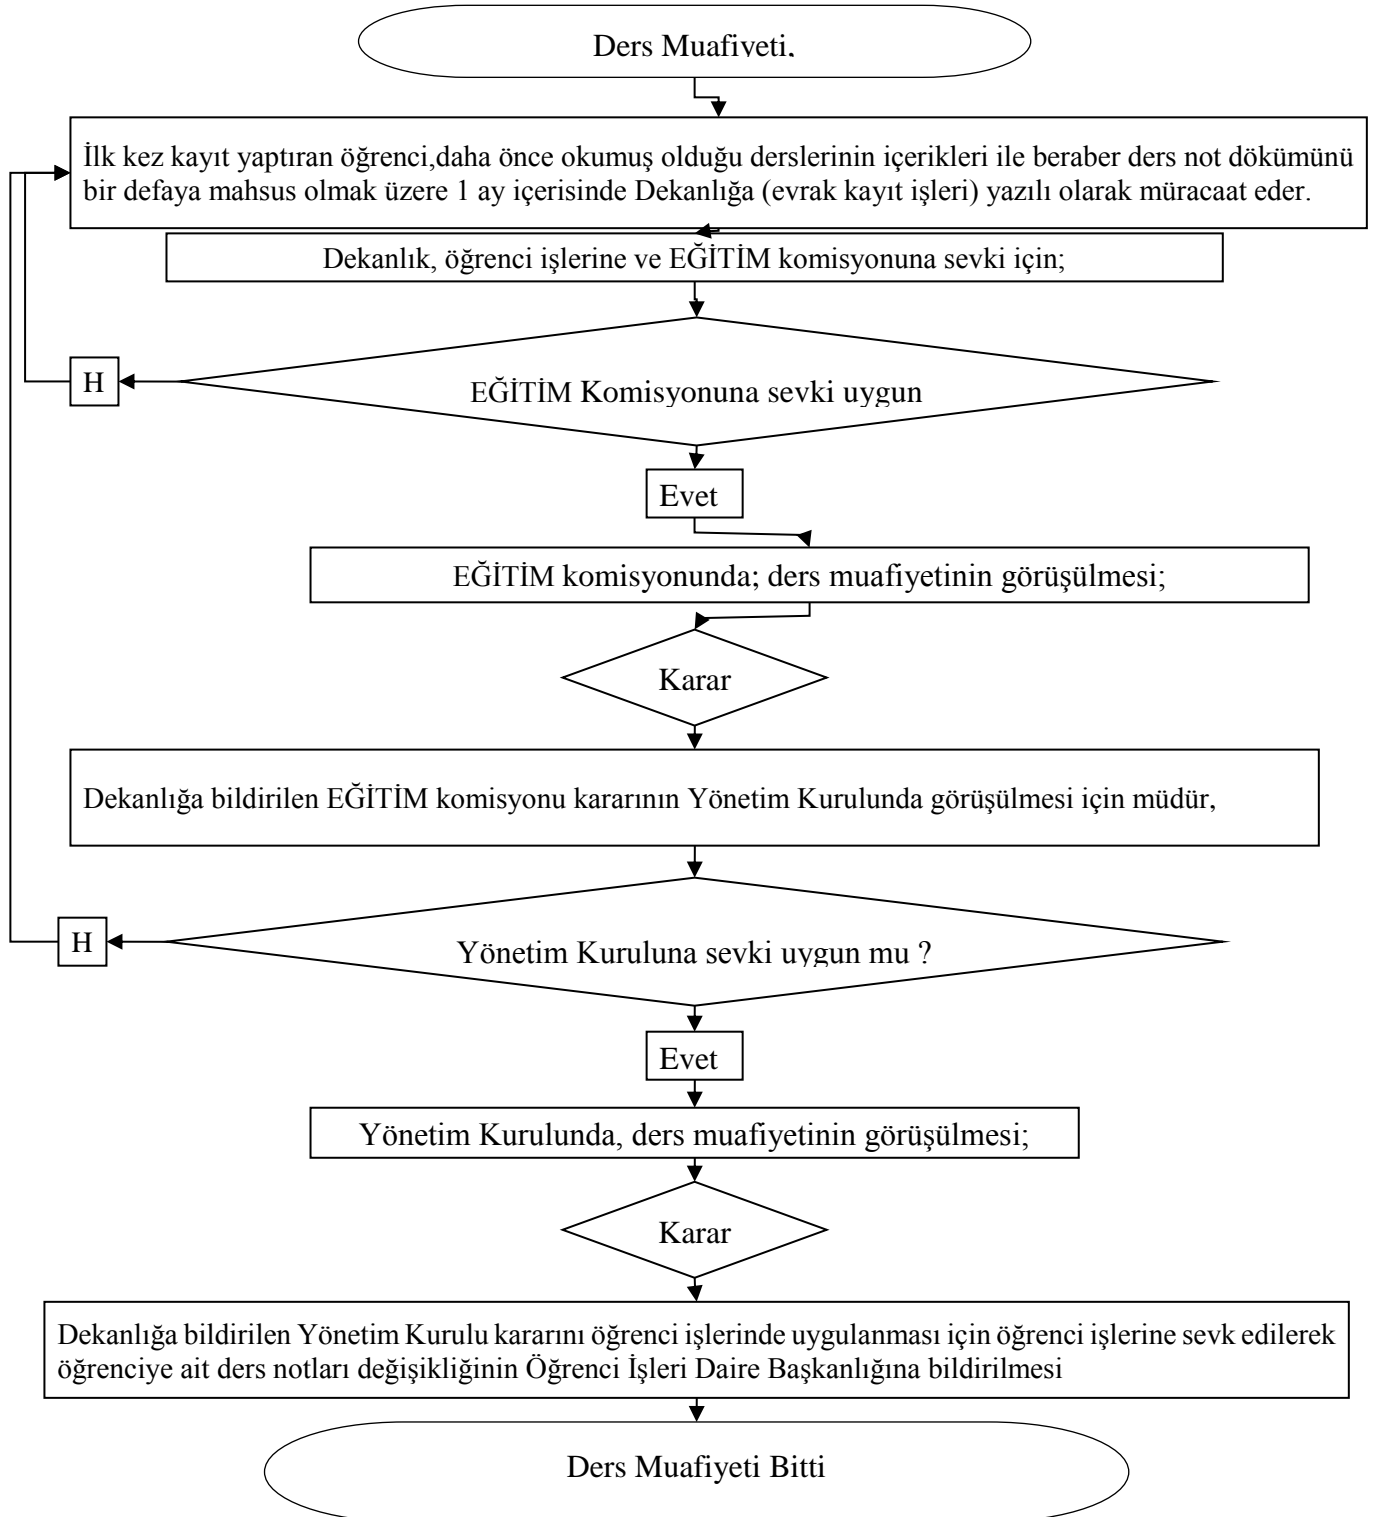 Ders Muafiyeti,
İlk kez kayıt yaptıran öğrenci,daha önce okumuş olduğu derslerinin içerikleri ile beraber ders not dökümünü
bir defaya mahsus olmak üzere 1 ay içerisinde Dekanlığa (evrak kayıt işleri) yazılı olarak müracaat eder.
Dekanlık, öğrenci işlerine ve EĞİTİM komisyonuna sevki için;
H
EĞİTİM Komisyonuna sevki uygun
Evet
EĞİTİM komisyonunda; ders muafiyetinin görüşülmesi;
Karar
Dekanlığa bildirilen EĞİTİM komisyonu kararının Yönetim Kurulunda görüşülmesi için müdür,
H
Yönetim Kuruluna sevki uygun mu ?
Evet
Yönetim Kurulunda, ders muafiyetinin görüşülmesi;
Karar
Dekanlığa bildirilen Yönetim Kurulu kararını öğrenci işlerinde uygulanması için öğrenci işlerine sevk edilerek
öğrenciye ait ders notları değişikliğinin Öğrenci İşleri Daire Başkanlığına bildirilmesi
Ders Muafiyeti Bitti